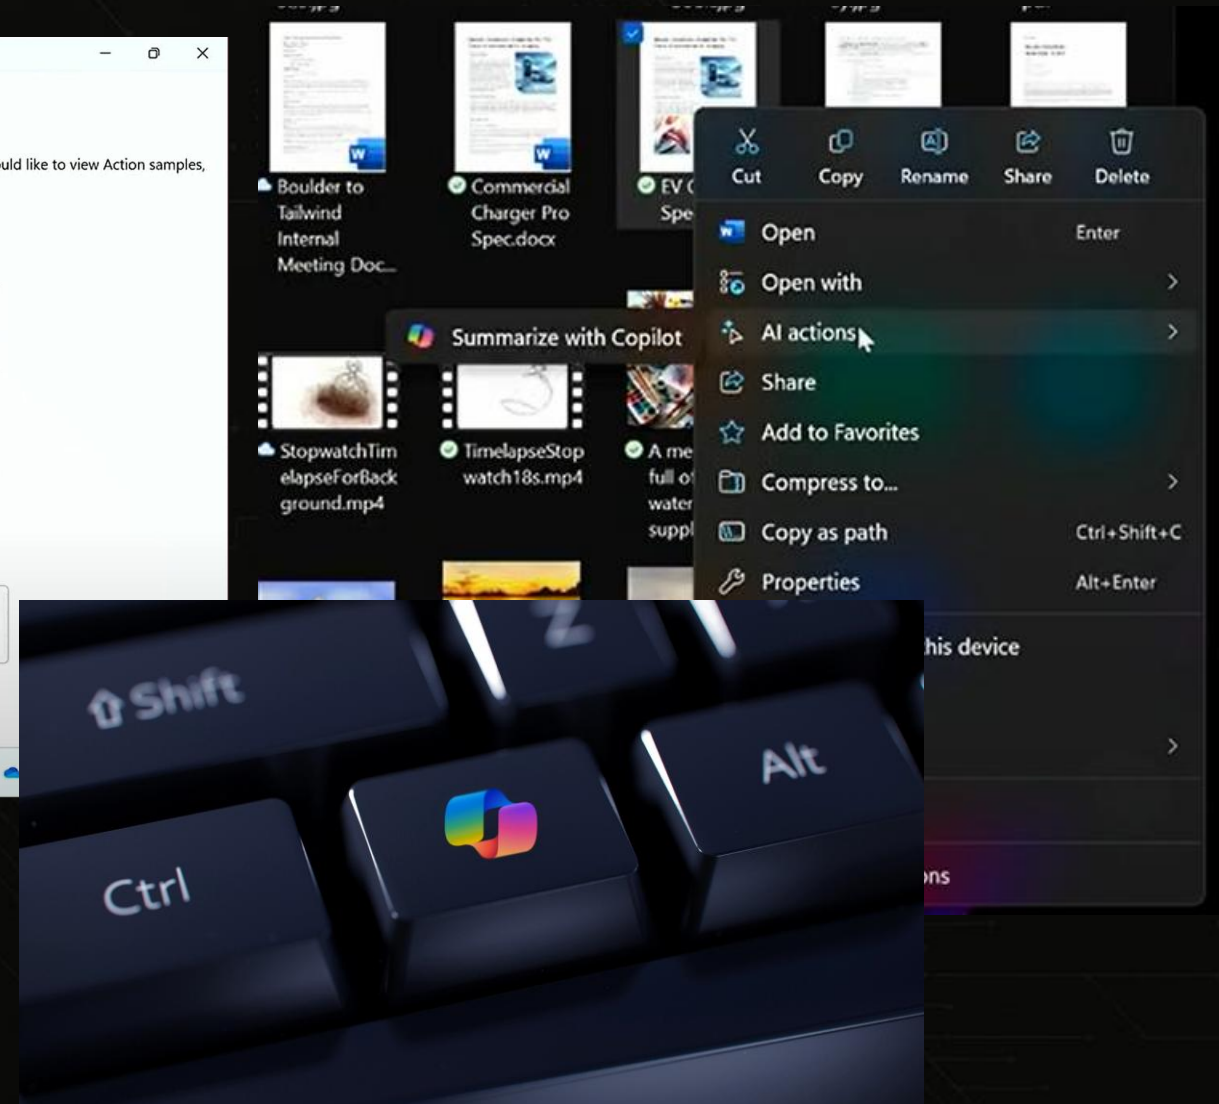 ould like to view Action samples,
Boulder to
Tailwind
Internal
Meeting Doc...
Commercial
Charger Pro
Spec.docx
EV
Spe
Cut
Copy
Rename
Share
Delete
Open
Enter
Open with
Summarize with Copilot
AI actions
Share
Add to Favorites
StopwatchTim
elapseForBack
ground.mp4
TimelapseStop
watch18s.mp4
A me
full of
water
suppl
Compress to...
Copy as path
Ctrl+Shift+C
Properties
Alt+Enter
his device
ons
Shift
Z
Ctrl
Alt